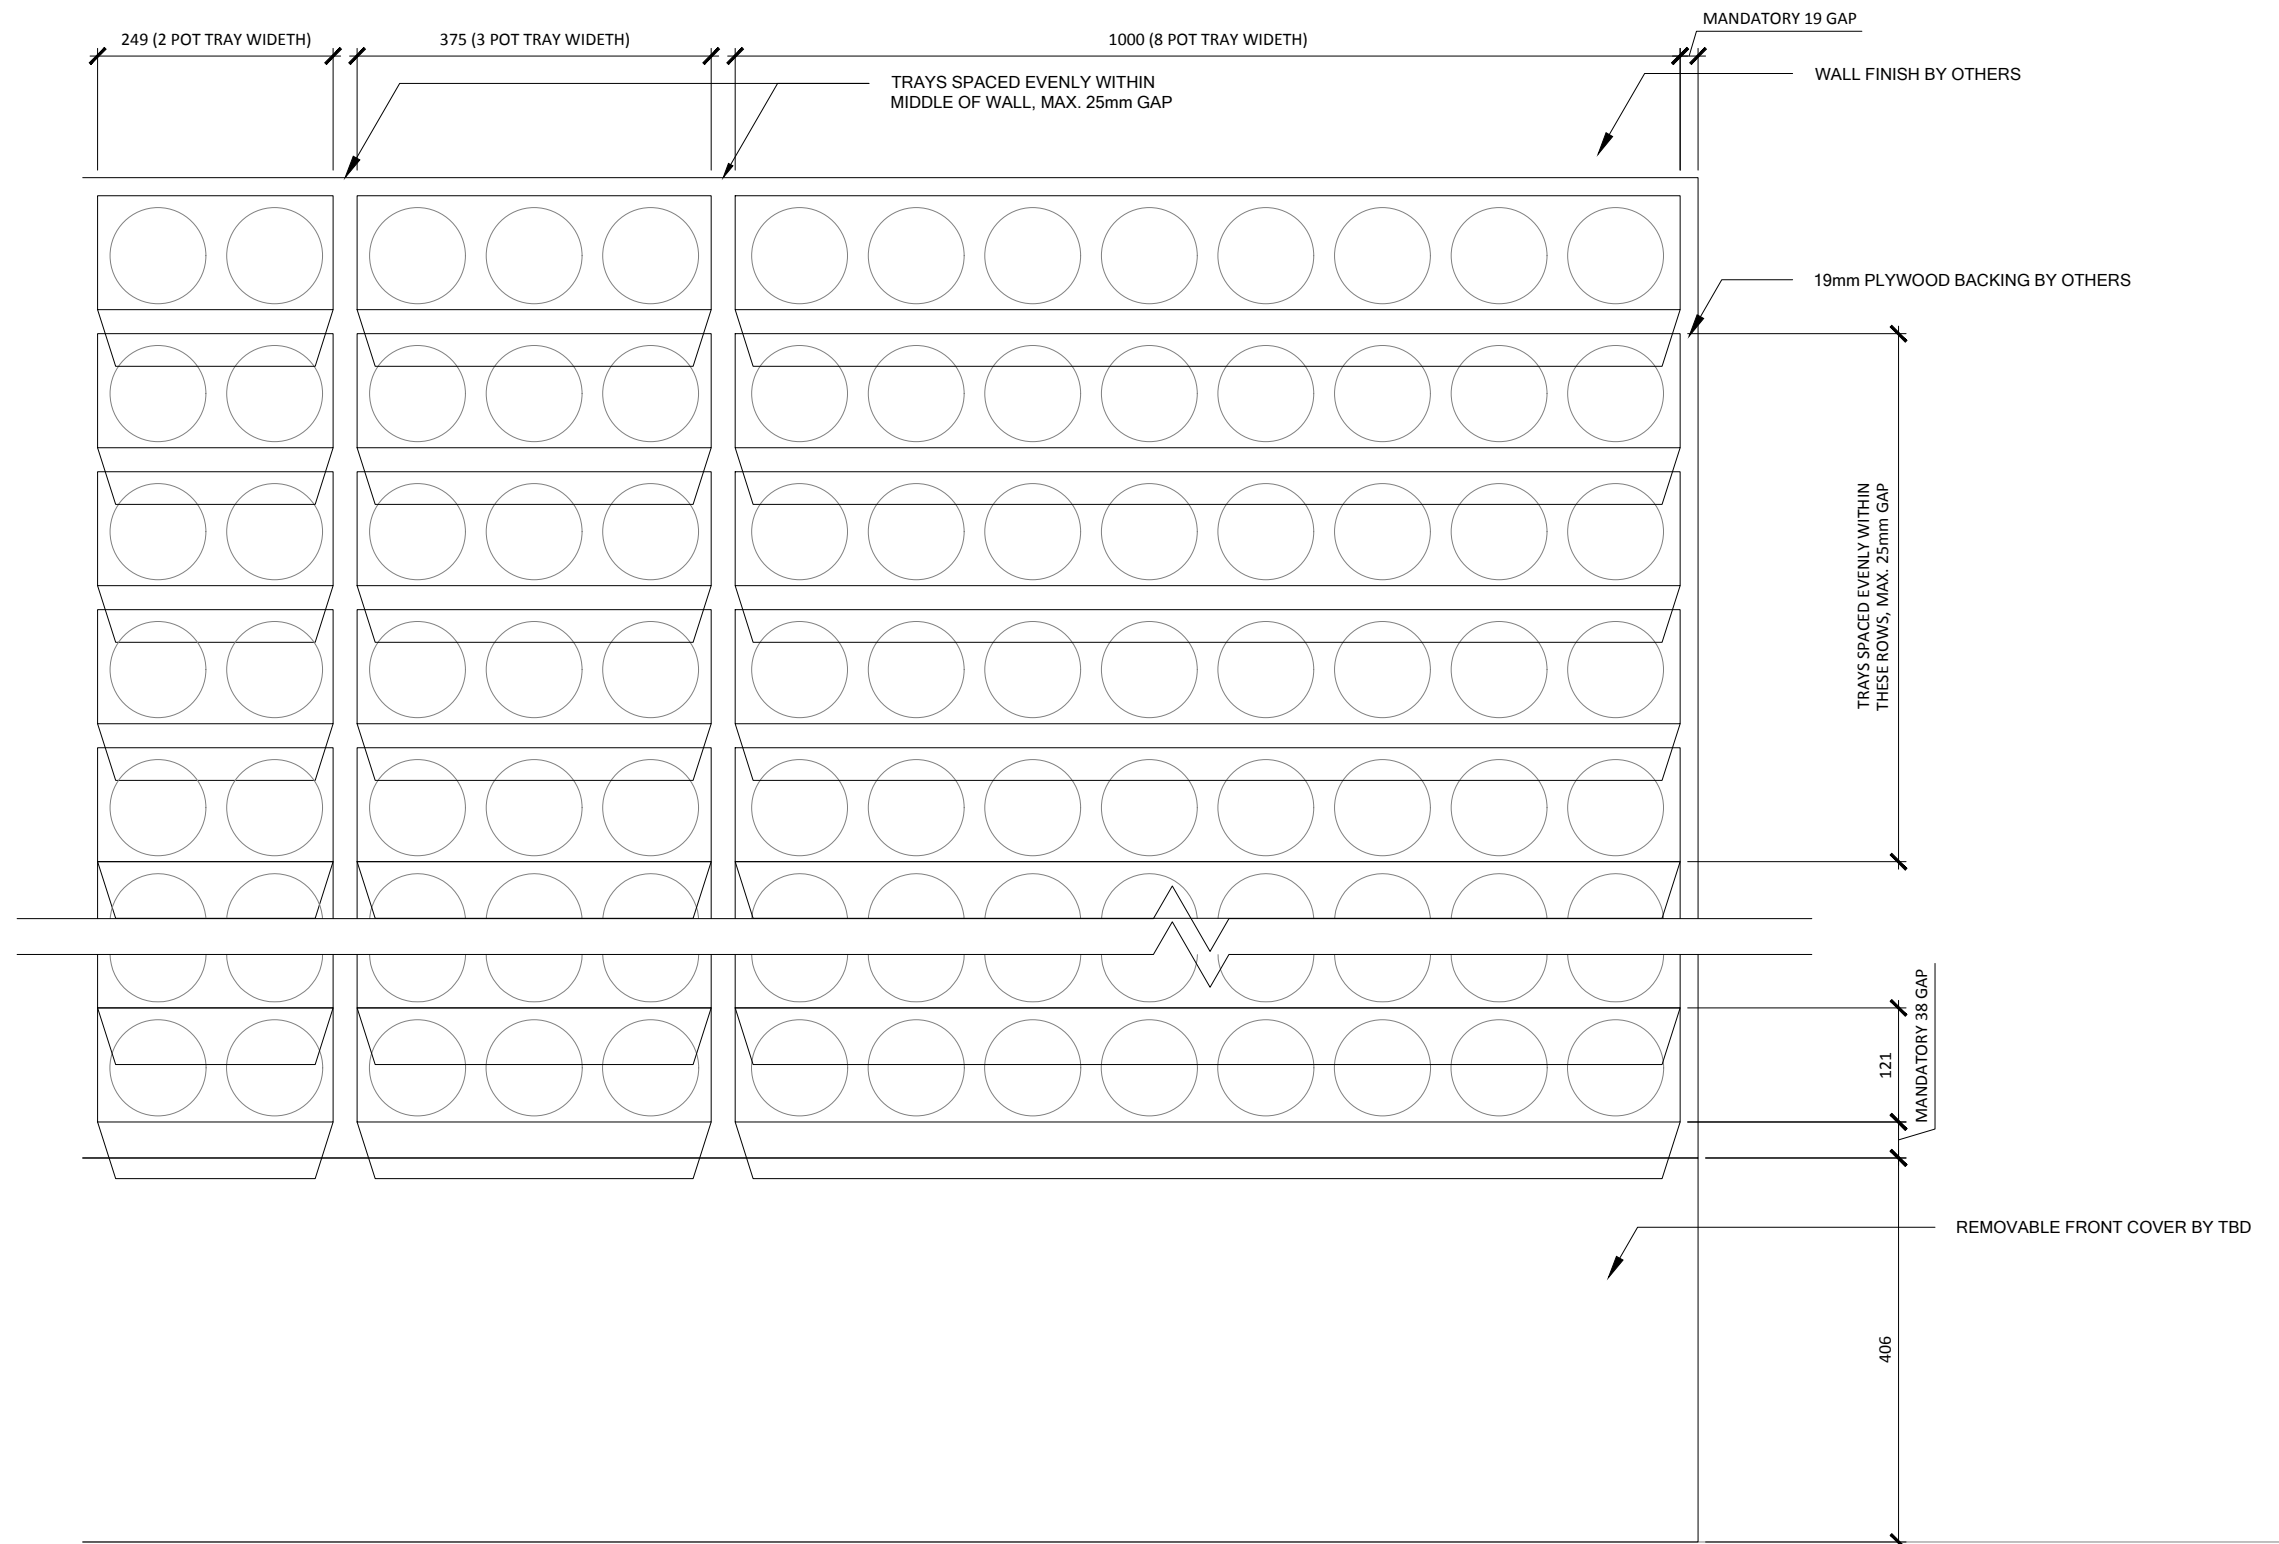 MANDATORY 19 GAP
249 (2 POT TRAY WIDETH)
375 (3 POT TRAY WIDETH)
1000 (8 POT TRAY WIDETH)
TRAYS SPACED EVENLY WITHIN
MIDDLE OF WALL, MAX. 25mm GAP
WALL FINISH BY OTHERS
19mm PLYWOOD BACKING BY OTHERS
TRAYS SPACED EVENLY WITHIN
THESE ROWS, MAX. 25mm GAP
MANDATORY 38 GAP
121
REMOVABLE FRONT COVER BY TBD
406